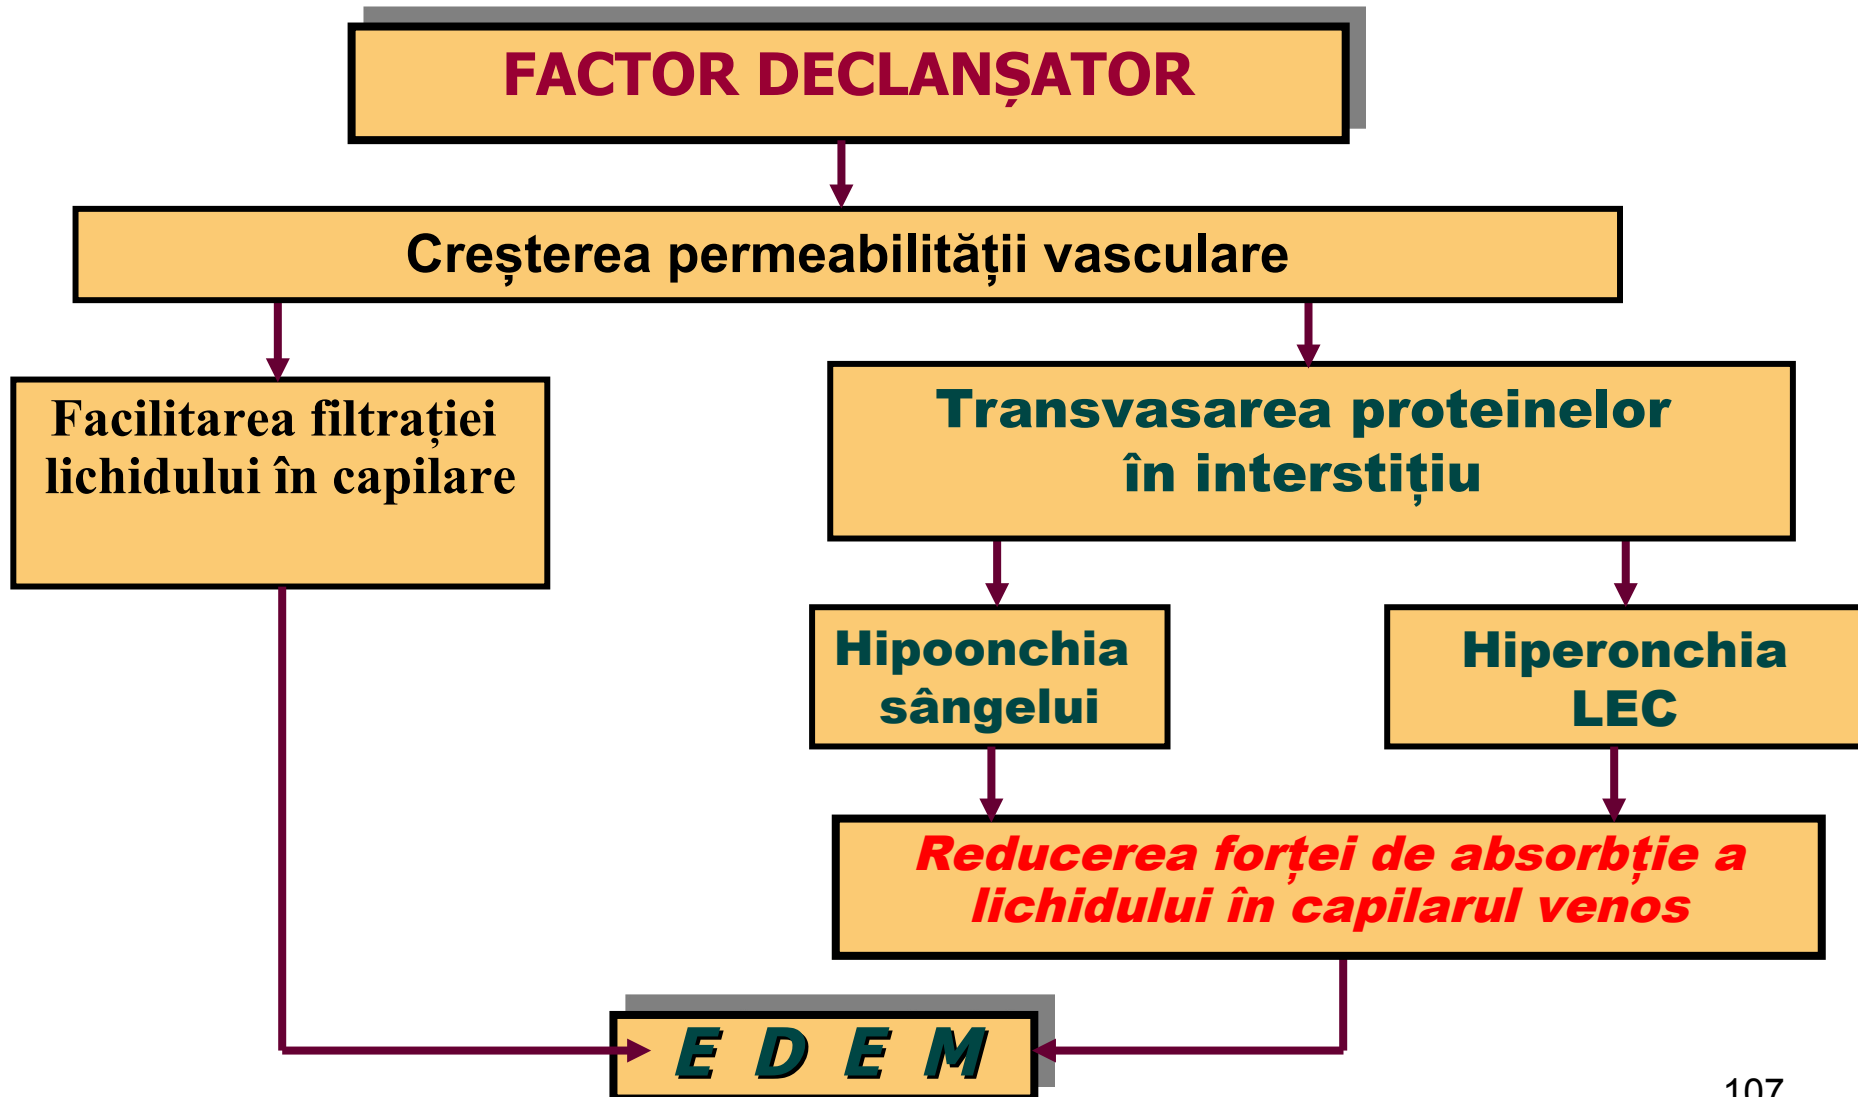 FACTOR DECLANȘATOR
Creșterea permeabilității vasculare
Facilitarea filtrației
lichidului în capilare
Transvasarea proteinelor
în interstițiu
Hipoonchia
sângelui
Hiperonchia
LEC
Reducerea forței de absorbție a
lichidului în capilarul venos
E D E M
107